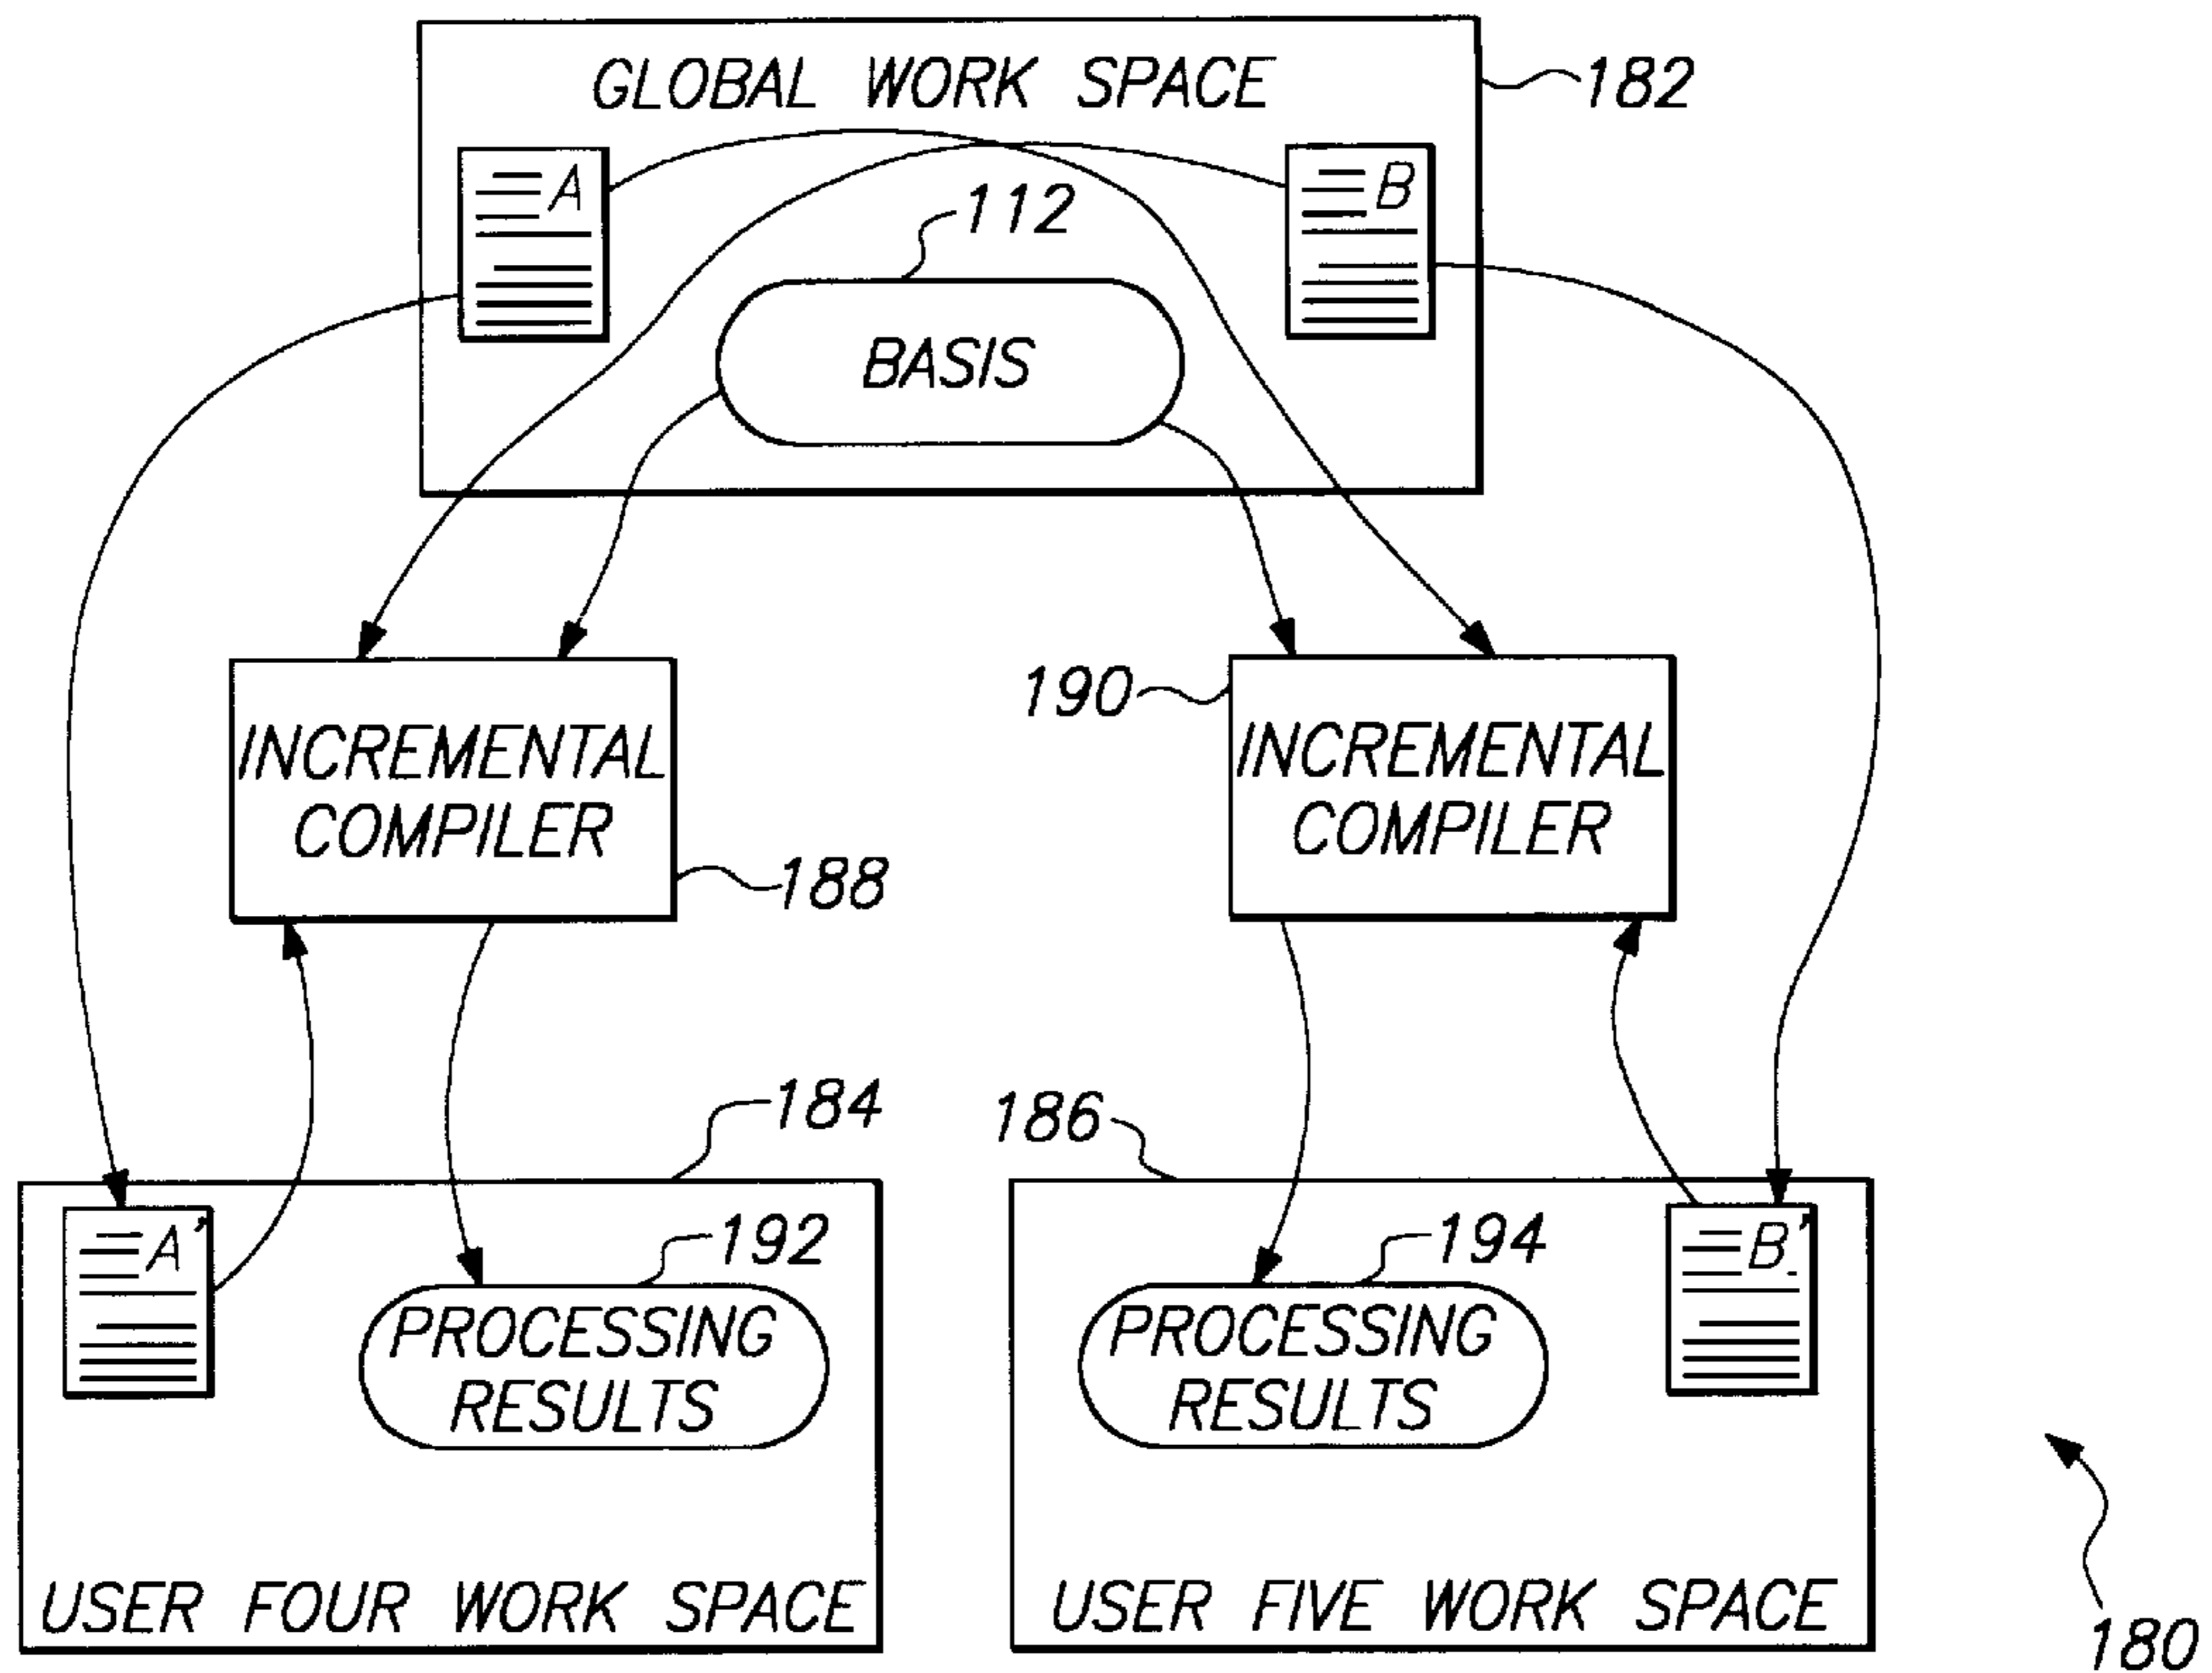 GLOBAL WORK SPACE
182
A
B
112
BASIS
190
INCREMENTAL
COMPILER
INCREMENTAL
COMPILER
188
184
186
A'
192
194
B'
PROCESSING
RESULTS
PROCESSING
RESULTS
USER FOUR WORK SPACE
USER FIVE WORK SPACE
180